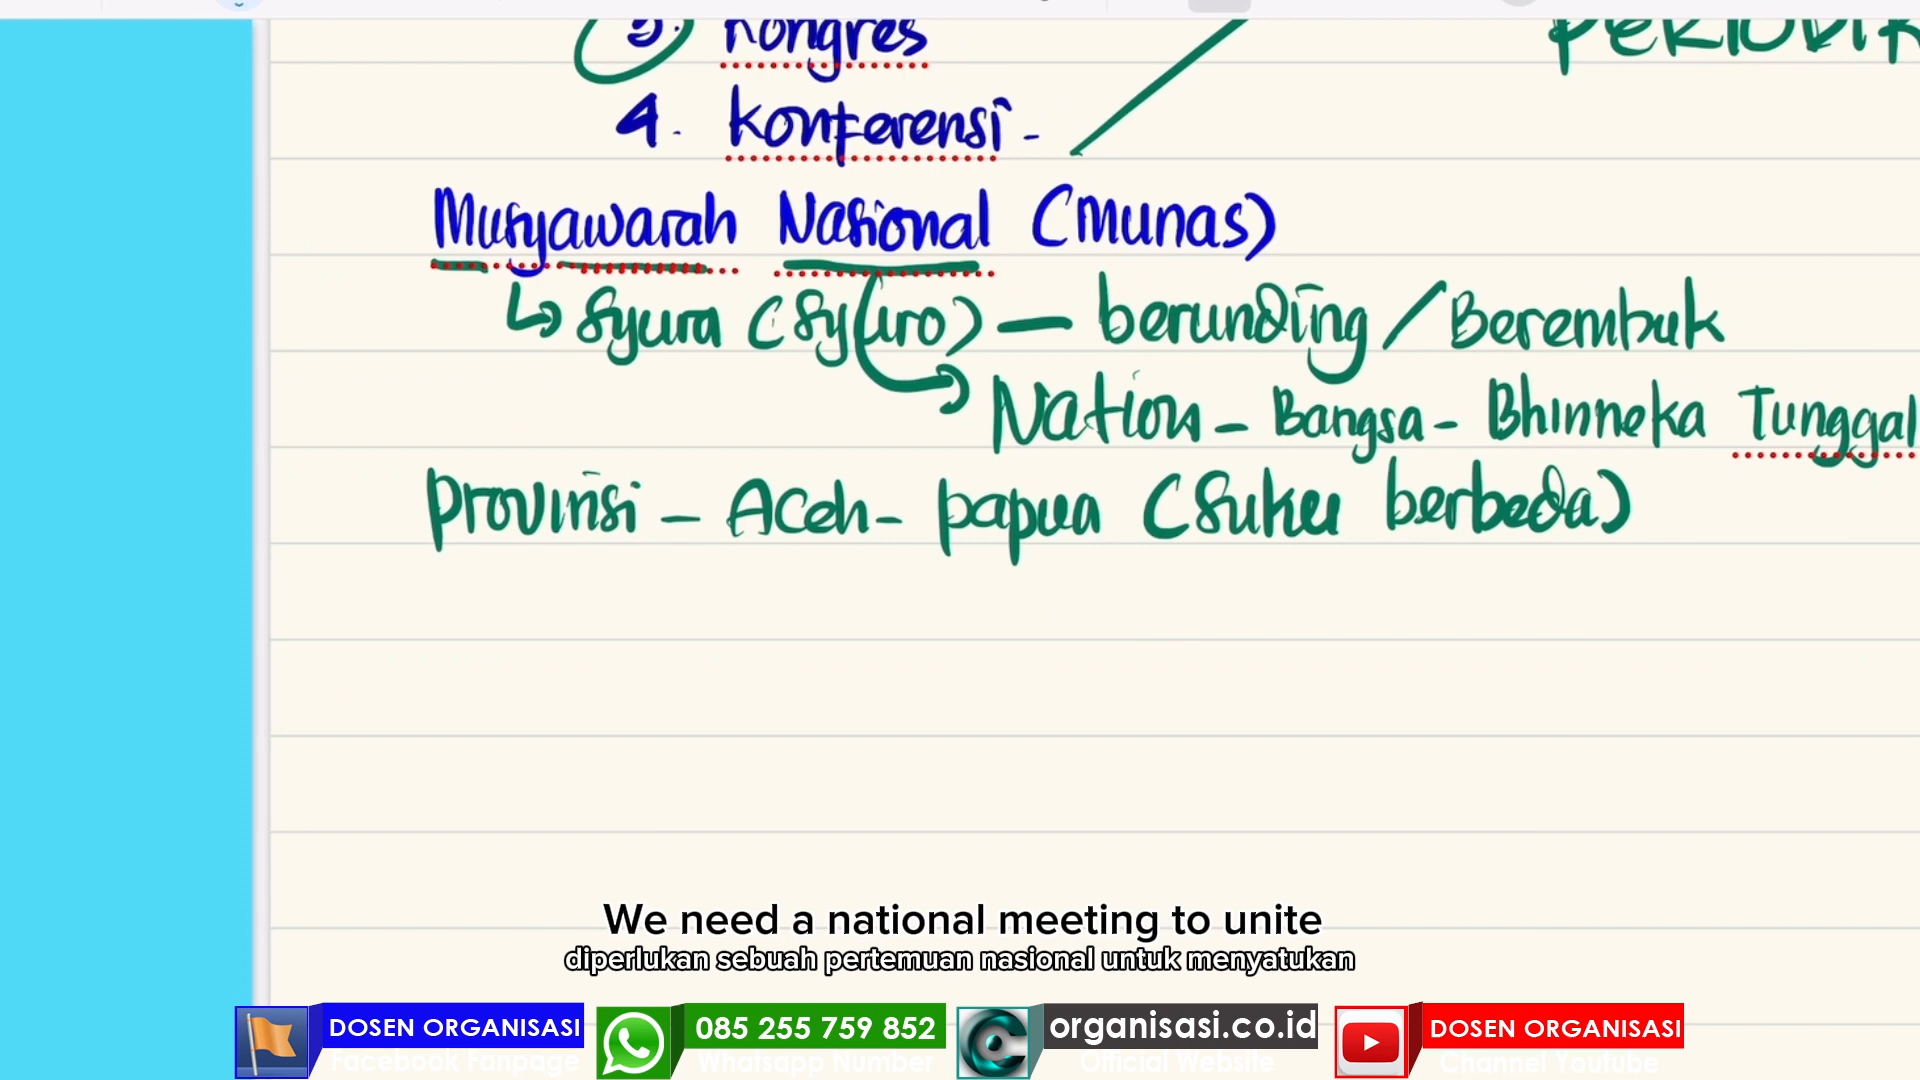 3. Kongres
PERIODIK
4. Konferensi -
Musyawarah Nasional (Munas)
Syura (Syuro) — berunding / Berembuk
Nation - Bangsa - Bhinneka Tunggal
Provinsi - Aceh - papua (Suku berbeda)
We need a national meeting to unite
diperlukan sebuah pertemuan nasional untuk menyatukan
DOSEN ORGANISASI
Facebook Fanpage
085 255 759 852
Whatsapp Number
organisasi.co.id
Official Website
DOSEN ORGANISASI
Channel Youtube